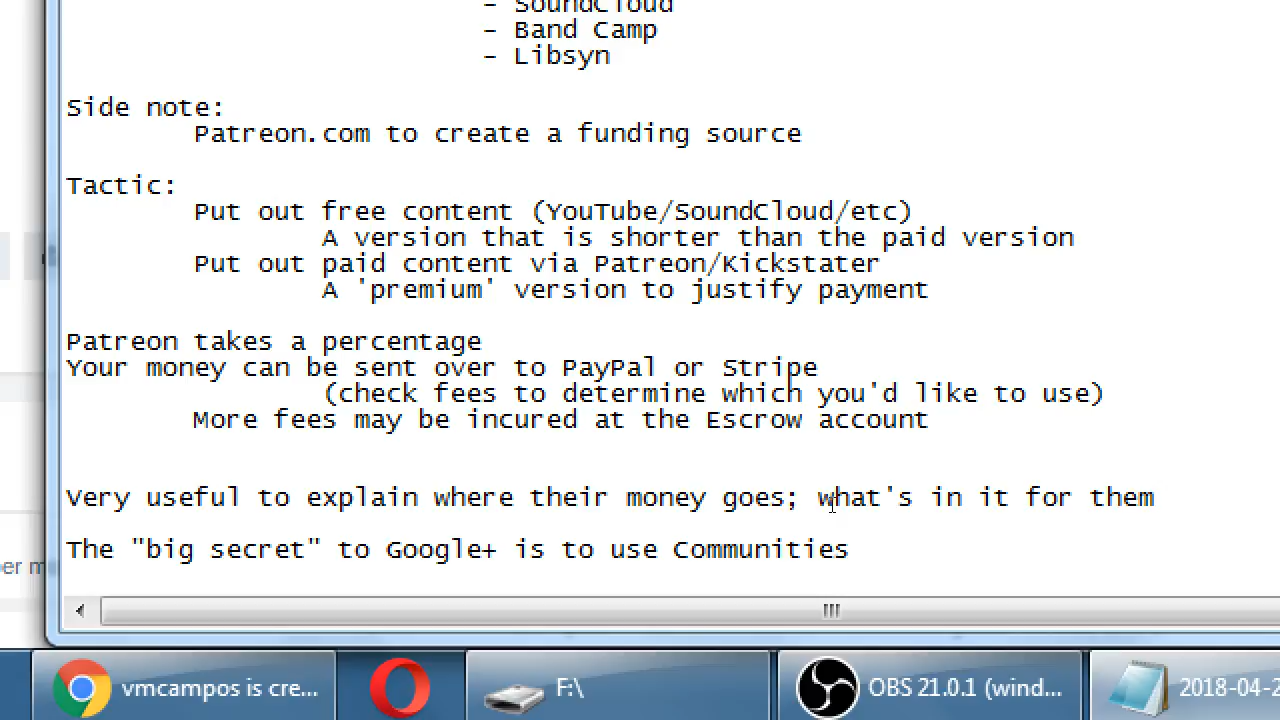 - SoundCloud
- Band Camp
- Libsyn
Side note:
Patreon.com to create a funding source
Tactic:
Put out free content (YouTube/SoundCloud/etc)
A version that is shorter than the paid version
Put out paid content via Patreon/Kickstater
A 'premium' version to justify payment
Patreon takes a percentage
Your money can be sent over to PayPal or Stripe
(check fees to determine which you'd like to use)
More fees may be incured at the Escrow account
Very useful to explain where their money goes; what's in it for them
The "big secret" to Google+ is to use Communities
er m
vmcampos is cre...
F:\
OBS 21.0.1 (wind...
2018-04-2